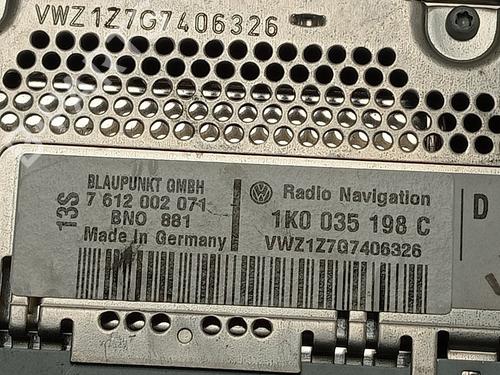 VWZ1Z7G7406326
BLAUPUNKT GMBH
7 612 002 071
BNO 881
Made in Germany
13S
Radio Navigation
1K0 035 198 C
VWZ1Z7G7406326
D